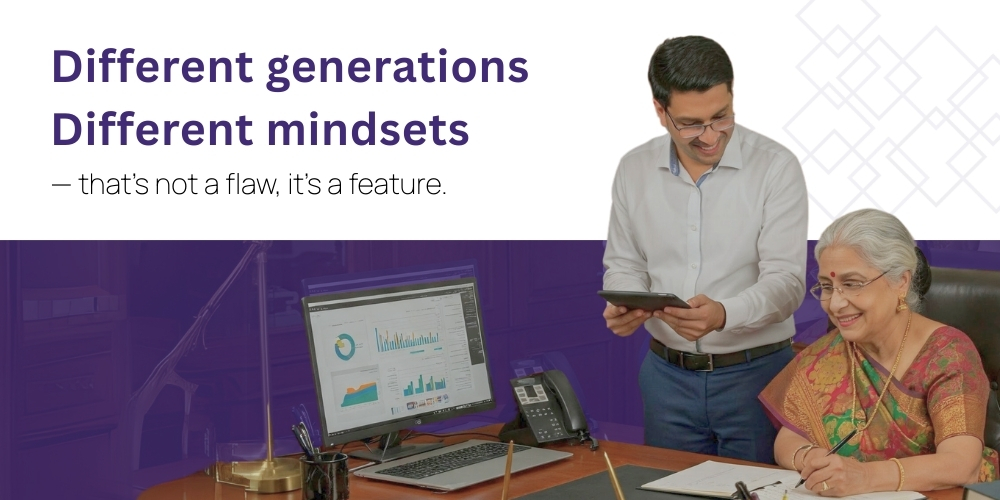 Different generations
Different mindsets
— that's not a flaw, it's a feature.